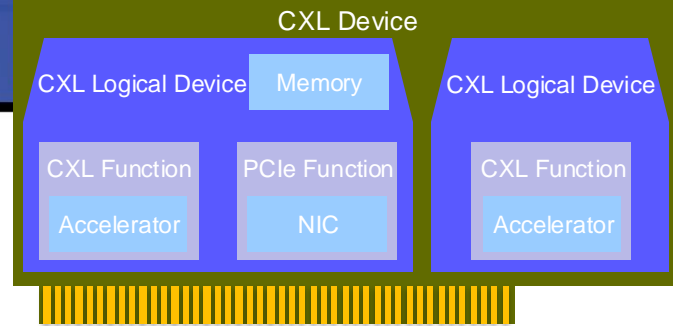 CXL Device
CXL Logical Device
Memory
CXL Logical Device
CXL Function
PCIe Function
CXL Function
Accelerator
NIC
Accelerator